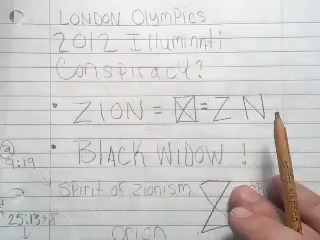 LONDON OlymPics
2012 IllumiNAti
Conspiracy?
• ZION = = Z N
• BlACK WiDOW !
9:19
Spirit of Zionism
25:13
orion